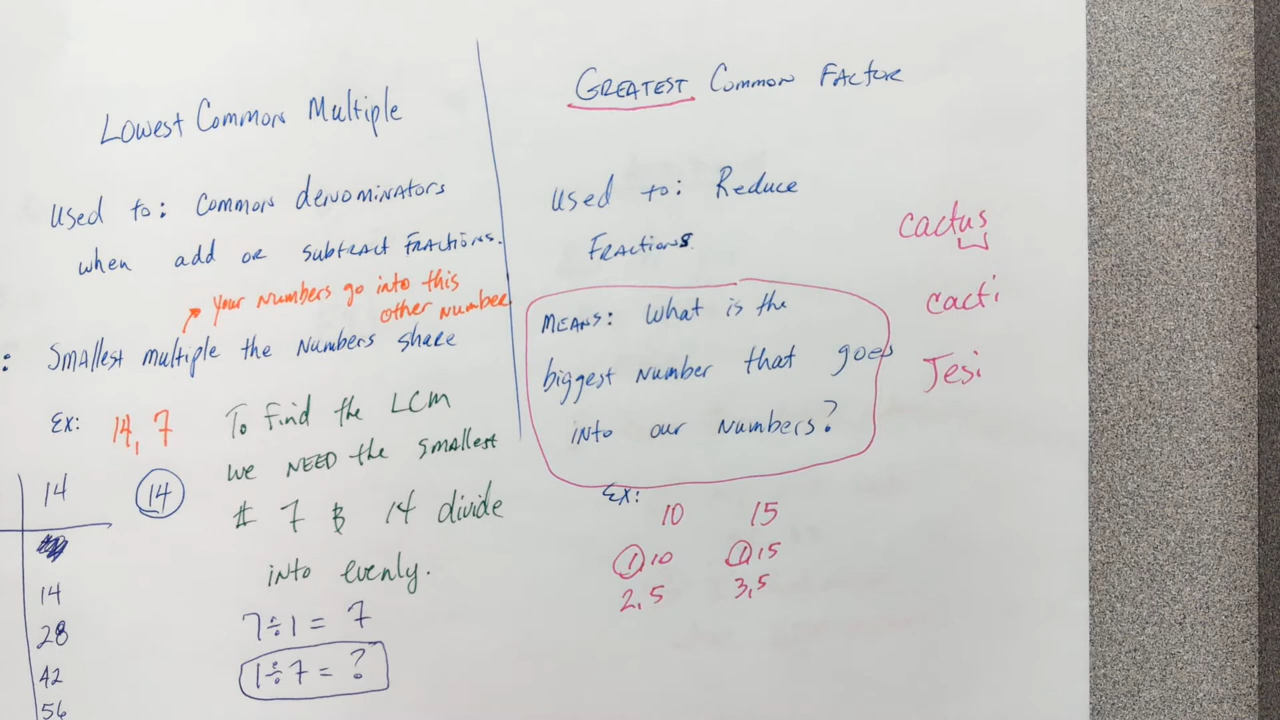 Lowest Common Multiple
Used to: Common denominators
when add or subtract Fractions.
Your numbers go into this
other number
: Smallest multiple the numbers share
Ex: 14, 7
14
14
14
28
42
56
To find the LCM
we NEED the smallest
# 7 & 14 divide
into evenly.
7÷1 = 7
1÷7 = ?
GREATEST Common Factor
Used to: Reduce
Fractions.
MEANS: What is the
biggest number that goes
into our numbers?
Ex:
10 15
1, 10 1, 15
2, 5 3, 5
cactus
cacti
Jesi